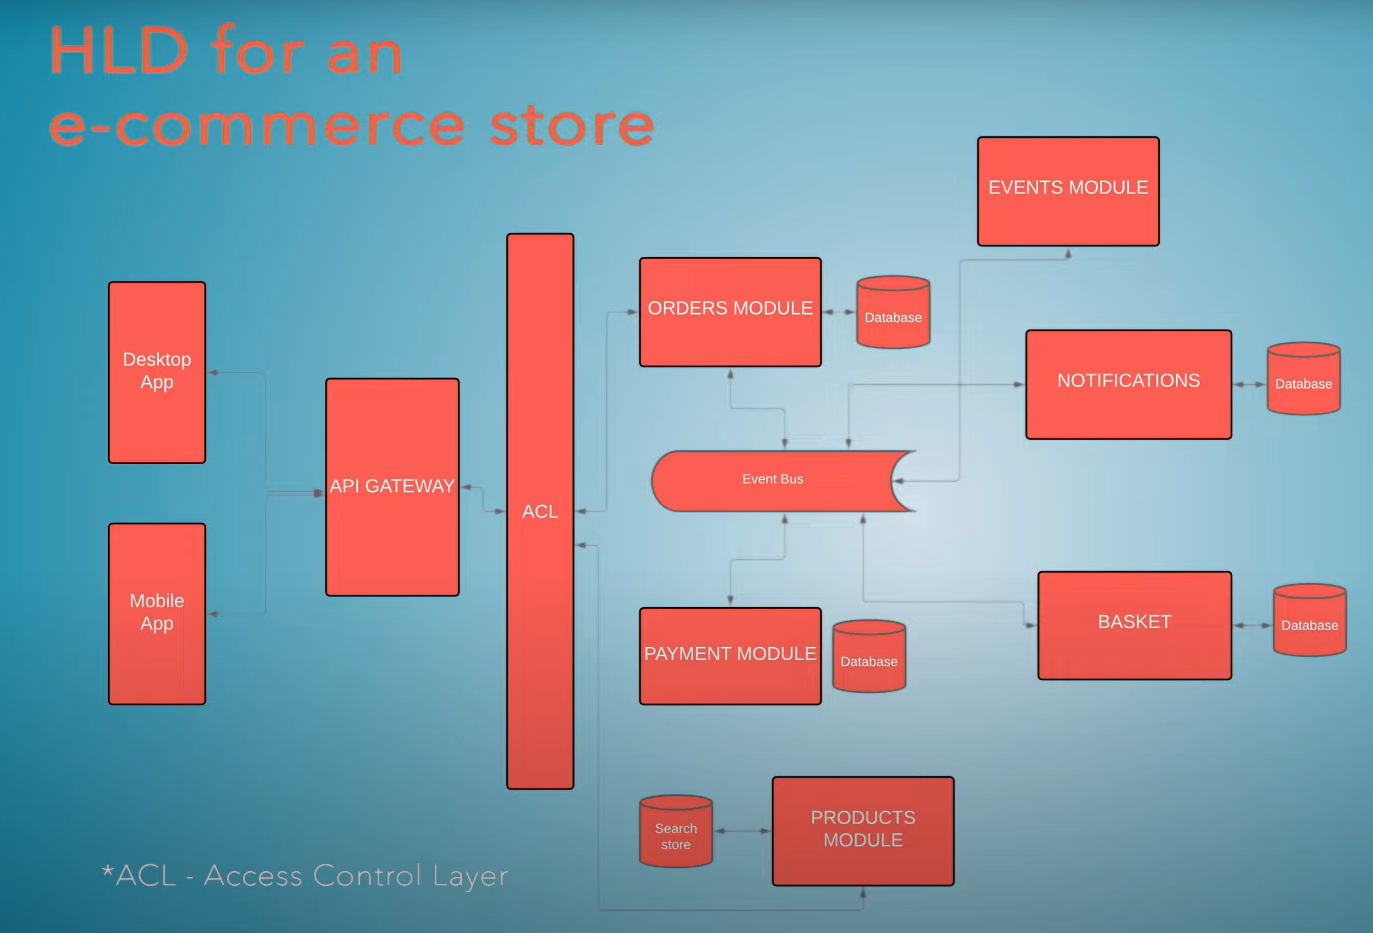 HLD for an
e-commerce store
EVENTS MODULE
ORDERS MODULE
Database
Desktop
App
NOTIFICATIONS
Database
API GATEWAY
ACL
Event Bus
Mobile
App
BASKET
Database
PAYMENT MODULE
Database
PRODUCTS
MODULE
Search
store
*ACL - Access Control Layer